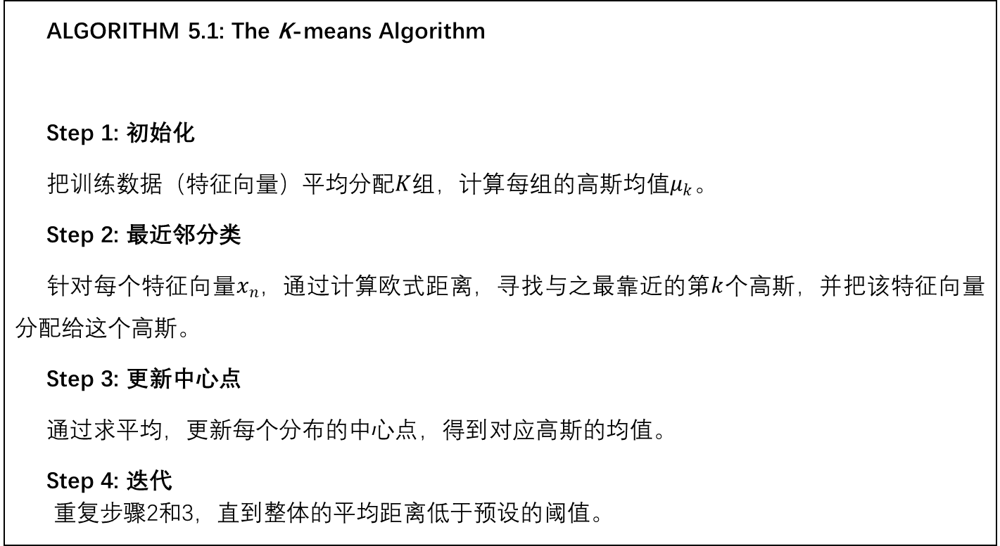 ALGORITHM 5.1: The K-means Algorithm
Step 1: 初始化
把训练数据（特征向量）平均分配K组，计算每组的高斯均值μₖ。
Step 2: 最近邻分类
针对每个特征向量xₙ，通过计算欧式距离，寻找与之最靠近的第k个高斯，并把该特征向量
分配给这个高斯。
Step 3: 更新中心点
通过求平均，更新每个分布的中心点，得到对应高斯的均值。
Step 4: 迭代
重复步骤2和3，直到整体的平均距离低于预设的阈值。